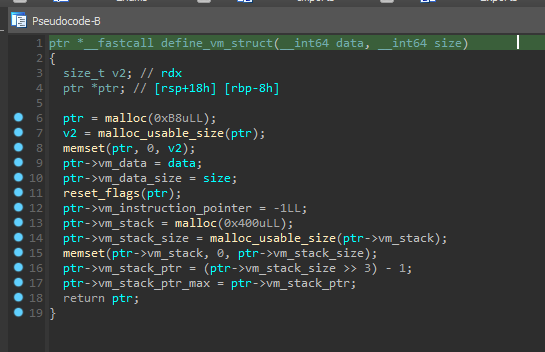 Pseudocode-B
1 ptr *__fastcall define_vm_struct(__int64 data, __int64 size)
2 {
3   size_t v2; // rdx
4   ptr *ptr; // [rsp+18h] [rbp-8h]
5
6   ptr = malloc(0xB8uLL);
7   v2 = malloc_usable_size(ptr);
8   memset(ptr, 0, v2);
9   ptr->vm_data = data;
10   ptr->vm_data_size = size;
11   reset_flags(ptr);
12   ptr->vm_instruction_pointer = -1LL;
13   ptr->vm_stack = malloc(0x400uLL);
14   ptr->vm_stack_size = malloc_usable_size(ptr->vm_stack);
15   memset(ptr->vm_stack, 0, ptr->vm_stack_size);
16   ptr->vm_stack_ptr = (ptr->vm_stack_size >> 3) - 1;
17   ptr->vm_stack_ptr_max = ptr->vm_stack_ptr;
18   return ptr;
19 }